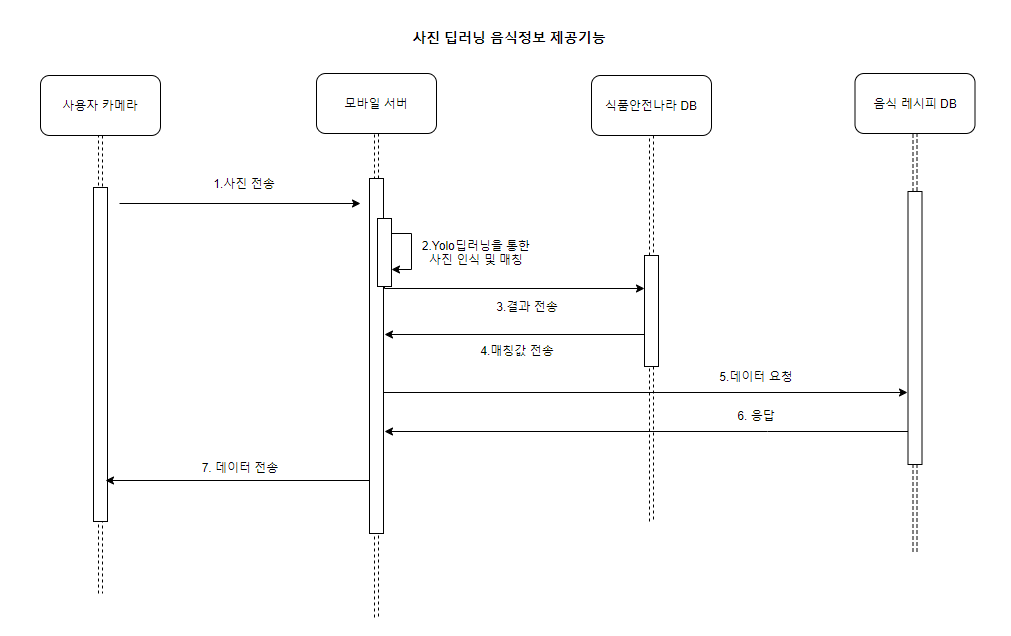 사진 딥러닝 음식정보 제공기능
사용자 카메라
모바일 서버
식품안전나라 DB
음식 레시피 DB
1.사진 전송
2.Yolo딥러닝을 통한
사진 인식 및 매칭
3.결과 전송
4.매칭값 전송
5.데이터 요청
6. 응답
7. 데이터 전송